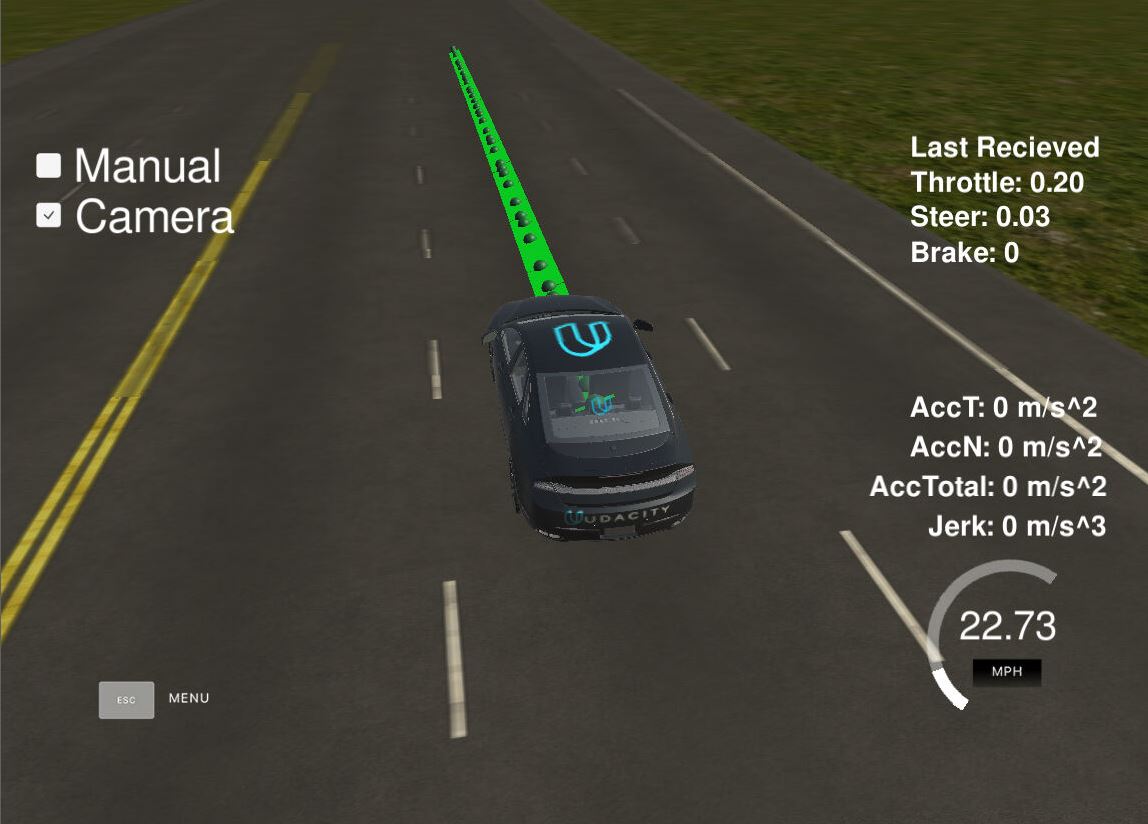 Manual
Camera
Last Recieved
Throttle: 0.20
Steer: 0.03
Brake: 0
AccT: 0 m/s^2
AccN: 0 m/s^2
AccTotal: 0 m/s^2
Jerk: 0 m/s^3
UDACITY
22.73
MPH
ESC
MENU